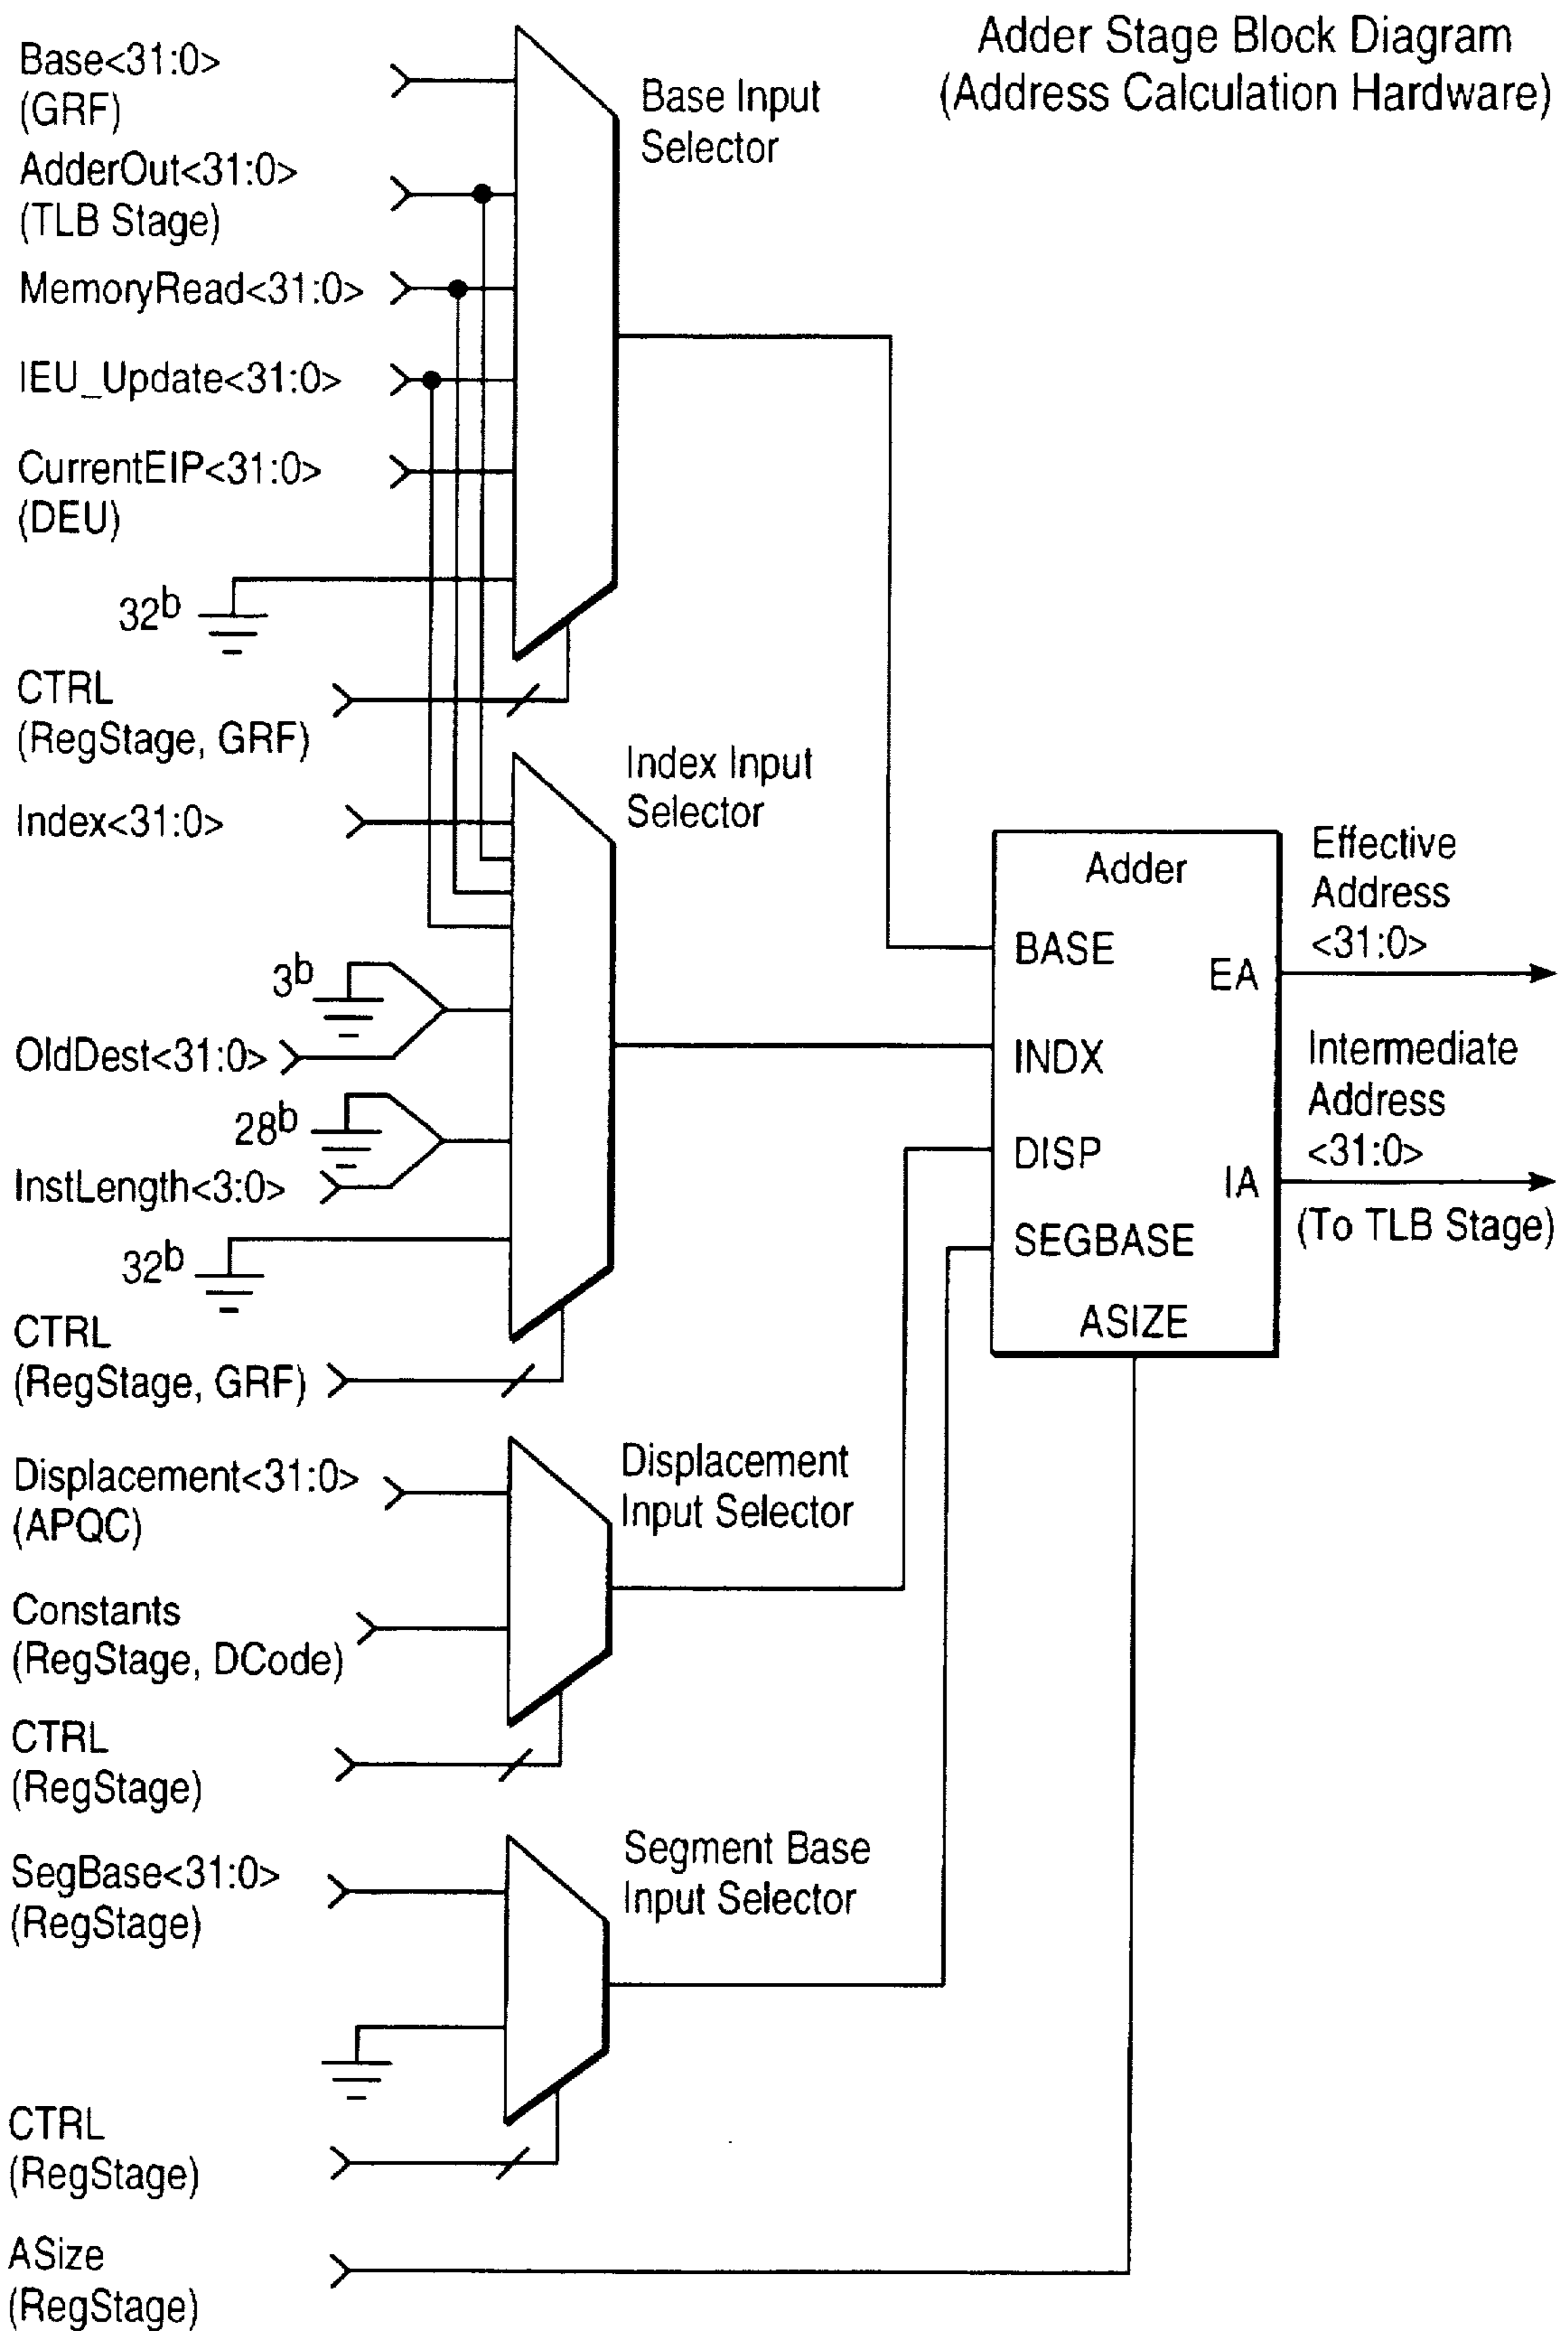 Adder Stage Block Diagram
(Address Calculation Hardware)
Base<31:0>
(GRF)
Base Input
Selector
AdderOut<31:0>
(TLB Stage)
MemoryRead<31:0>
IEU_Update<31:0>
CurrentEIP<31:0>
(DEU)
32b
CTRL
(RegStage, GRF)
Index Input
Selector
Index<31:0>
3b
OldDest<31:0>
28b
InstLength<3:0>
32b
CTRL
(RegStage, GRF)
Adder
BASE
INDX
DISP
SEGBASE
ASIZE
EA
IA
Effective
Address
<31:0>
Intermediate
Address
<31:0>
(To TLB Stage)
Displacement<31:0>
(APQC)
Displacement
Input Selector
Constants
(RegStage, DCode)
CTRL
(RegStage)
SegBase<31:0>
(RegStage)
Segment Base
Input Selector
CTRL
(RegStage)
ASize
(RegStage)